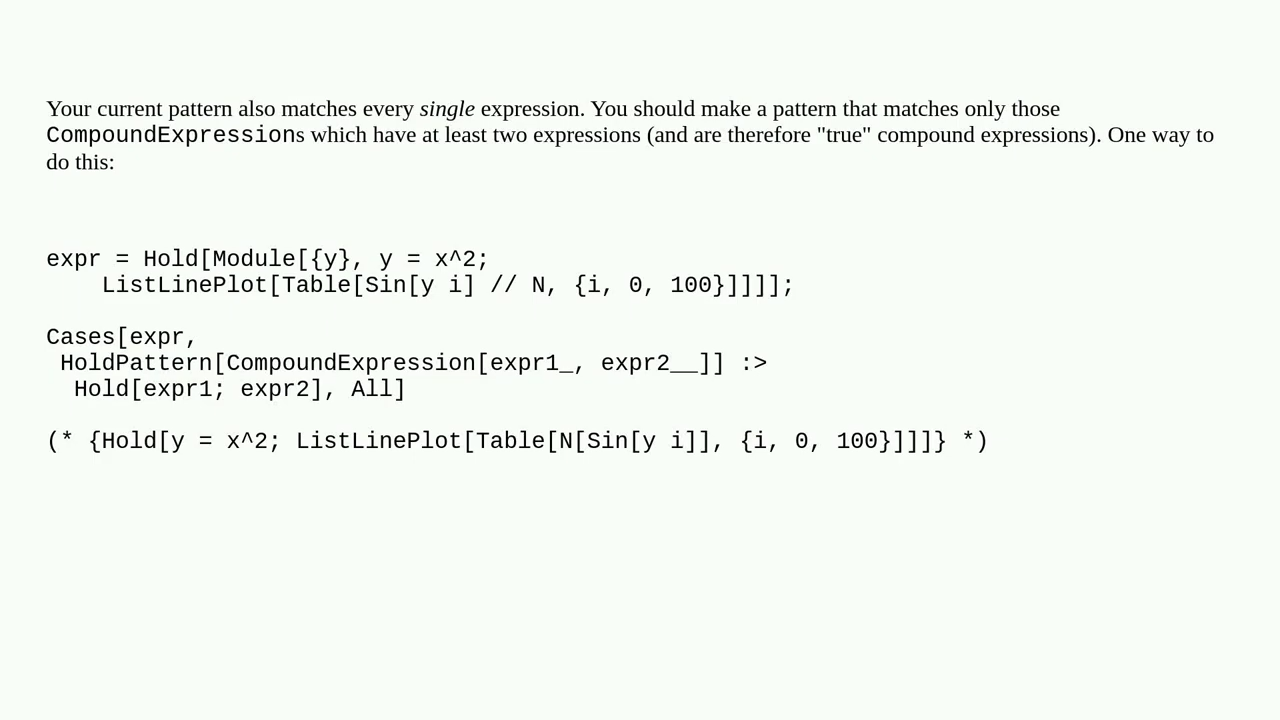 Your current pattern also matches every single expression. You should make a pattern that matches only those
CompoundExpressions which have at least two expressions (and are therefore "true" compound expressions). One way to
do this:
expr = Hold[Module[{y}, y = x^2;
    ListLinePlot[Table[Sin[y i] // N, {i, 0, 100}]]]];
Cases[expr,
 HoldPattern[CompoundExpression[expr1_, expr2__]] :>
  Hold[expr1; expr2], All]
(* {Hold[y = x^2; ListLinePlot[Table[N[Sin[y i]], {i, 0, 100}]]]} *)